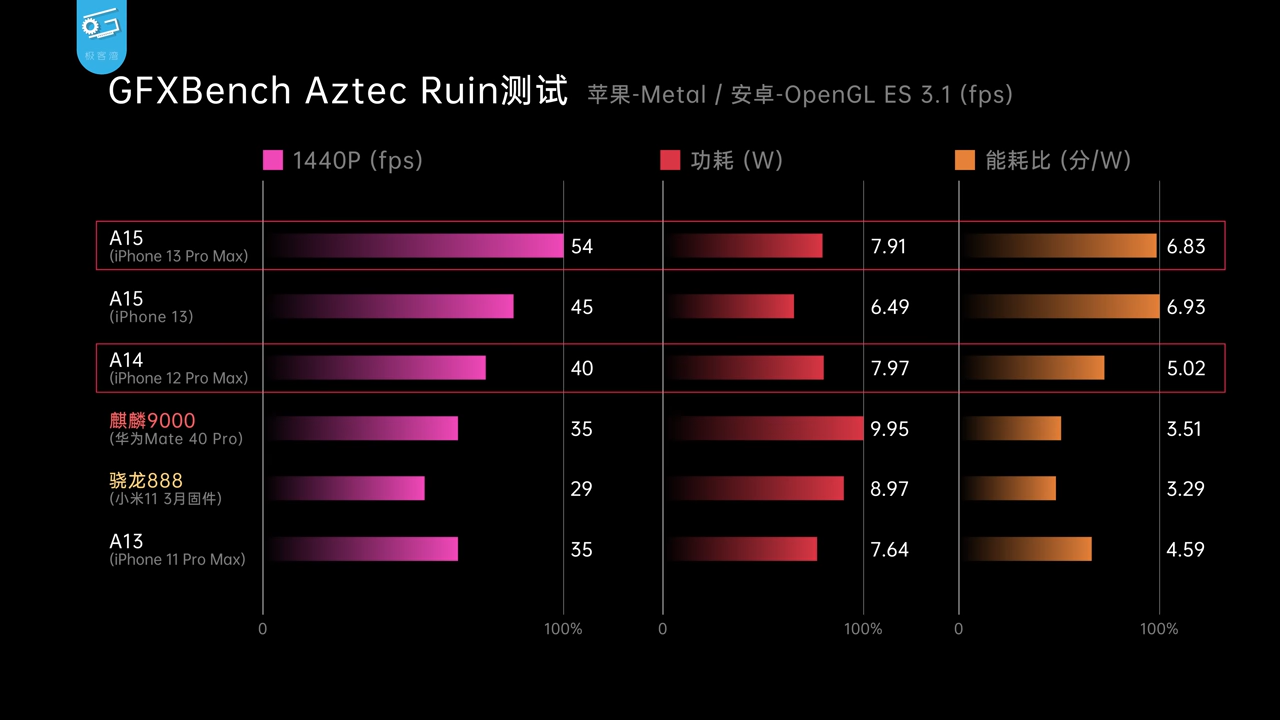 极客湾
GFXBench Aztec Ruin测试 苹果-Metal / 安卓-OpenGL ES 3.1 (fps)
1440P (fps) 功耗 (W) 能耗比 (分/W)
A15
(iPhone 13 Pro Max) 54 7.91 6.83
A15
(iPhone 13) 45 6.49 6.93
A14
(iPhone 12 Pro Max) 40 7.97 5.02
麒麟9000
(华为Mate 40 Pro) 35 9.95 3.51
骁龙888
(小米11 3月固件) 29 8.97 3.29
A13
(iPhone 11 Pro Max) 35 7.64 4.59
0 100% 0 100% 0 100%